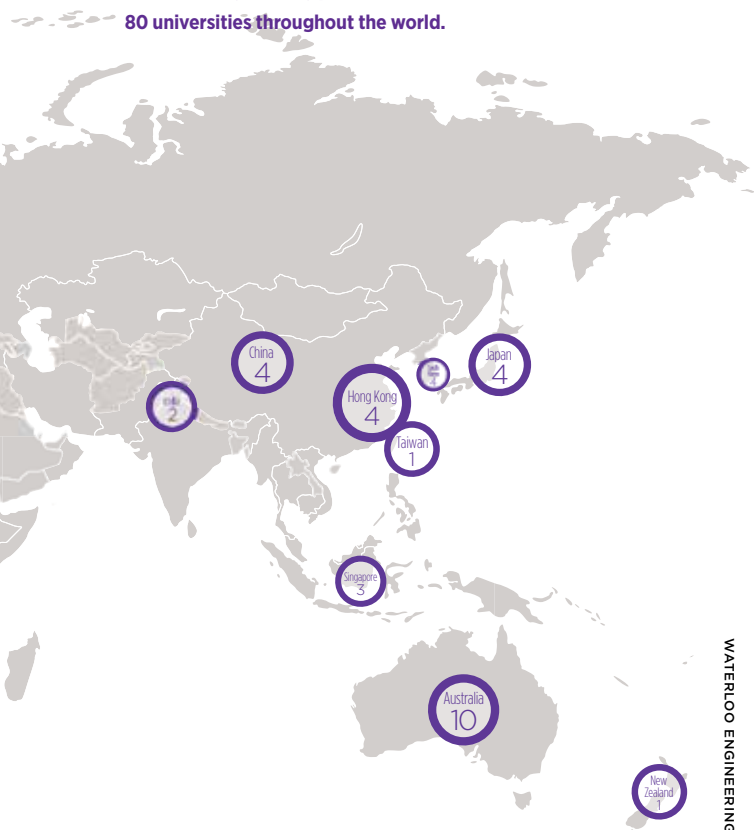 80 universities throughout the world.
China
4
Japan
4
Hong Kong
4
2
Taiwan
1
Singapore
3
Australia
10
New
Zealand
1
WATERLOO ENGINEERING